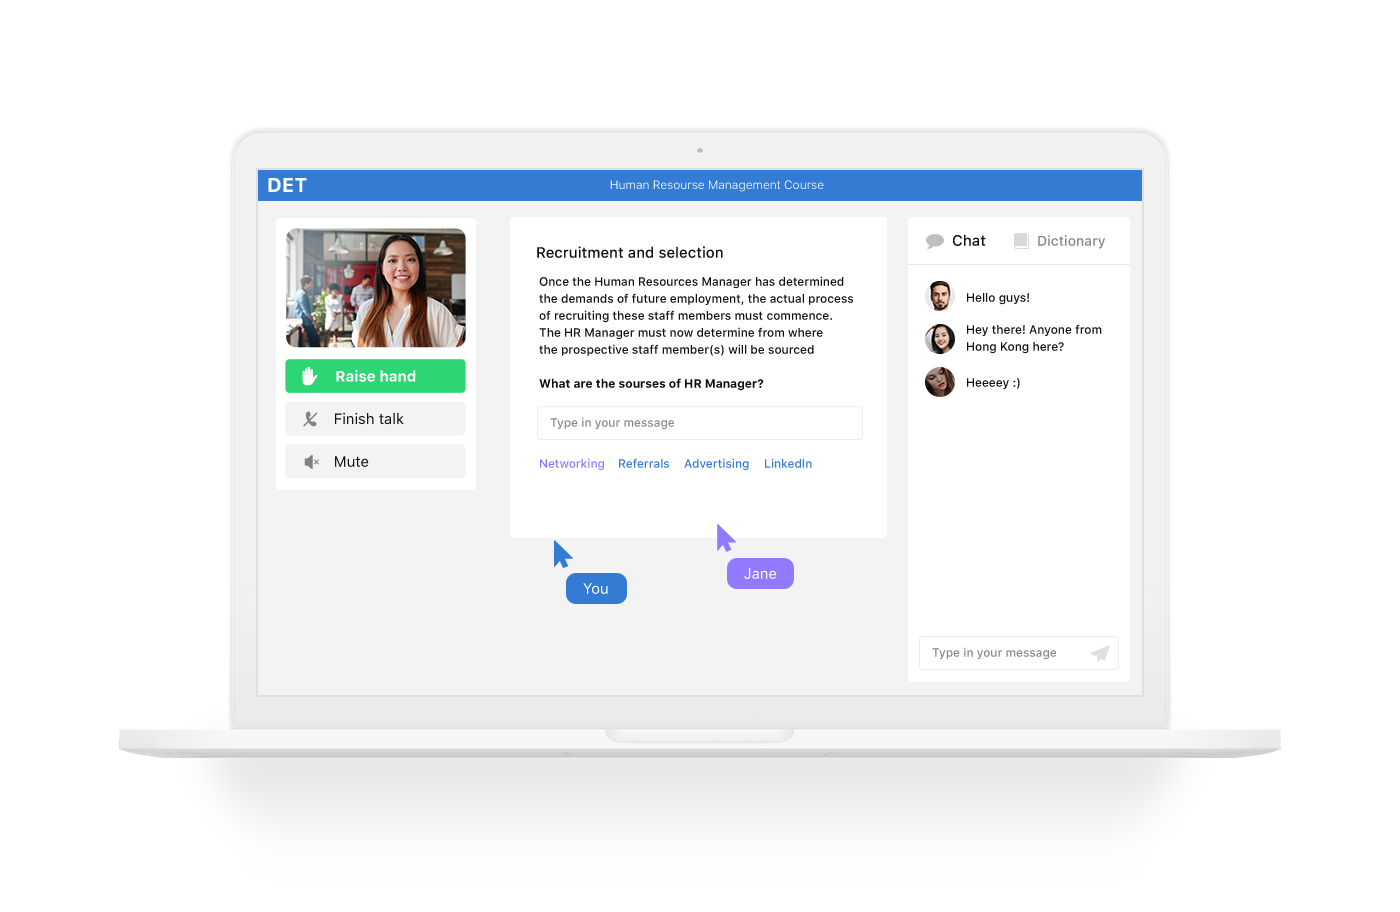 DET
Human Resourse Management Course
Raise hand
Finish talk
Mute
Recruitment and selection
Once the Human Resources Manager has determined
the demands of future employment, the actual process
of recruiting these staff members must commence.
The HR Manager must now determine from where
the prospective staff member(s) will be sourced
What are the sourses of HR Manager?
Type in your message
Networking Referrals Advertising LinkedIn
You
Jane
Chat Dictionary
Hello guys!
Hey there! Anyone from
Hong Kong here?
Heeeey :)
Type in your message